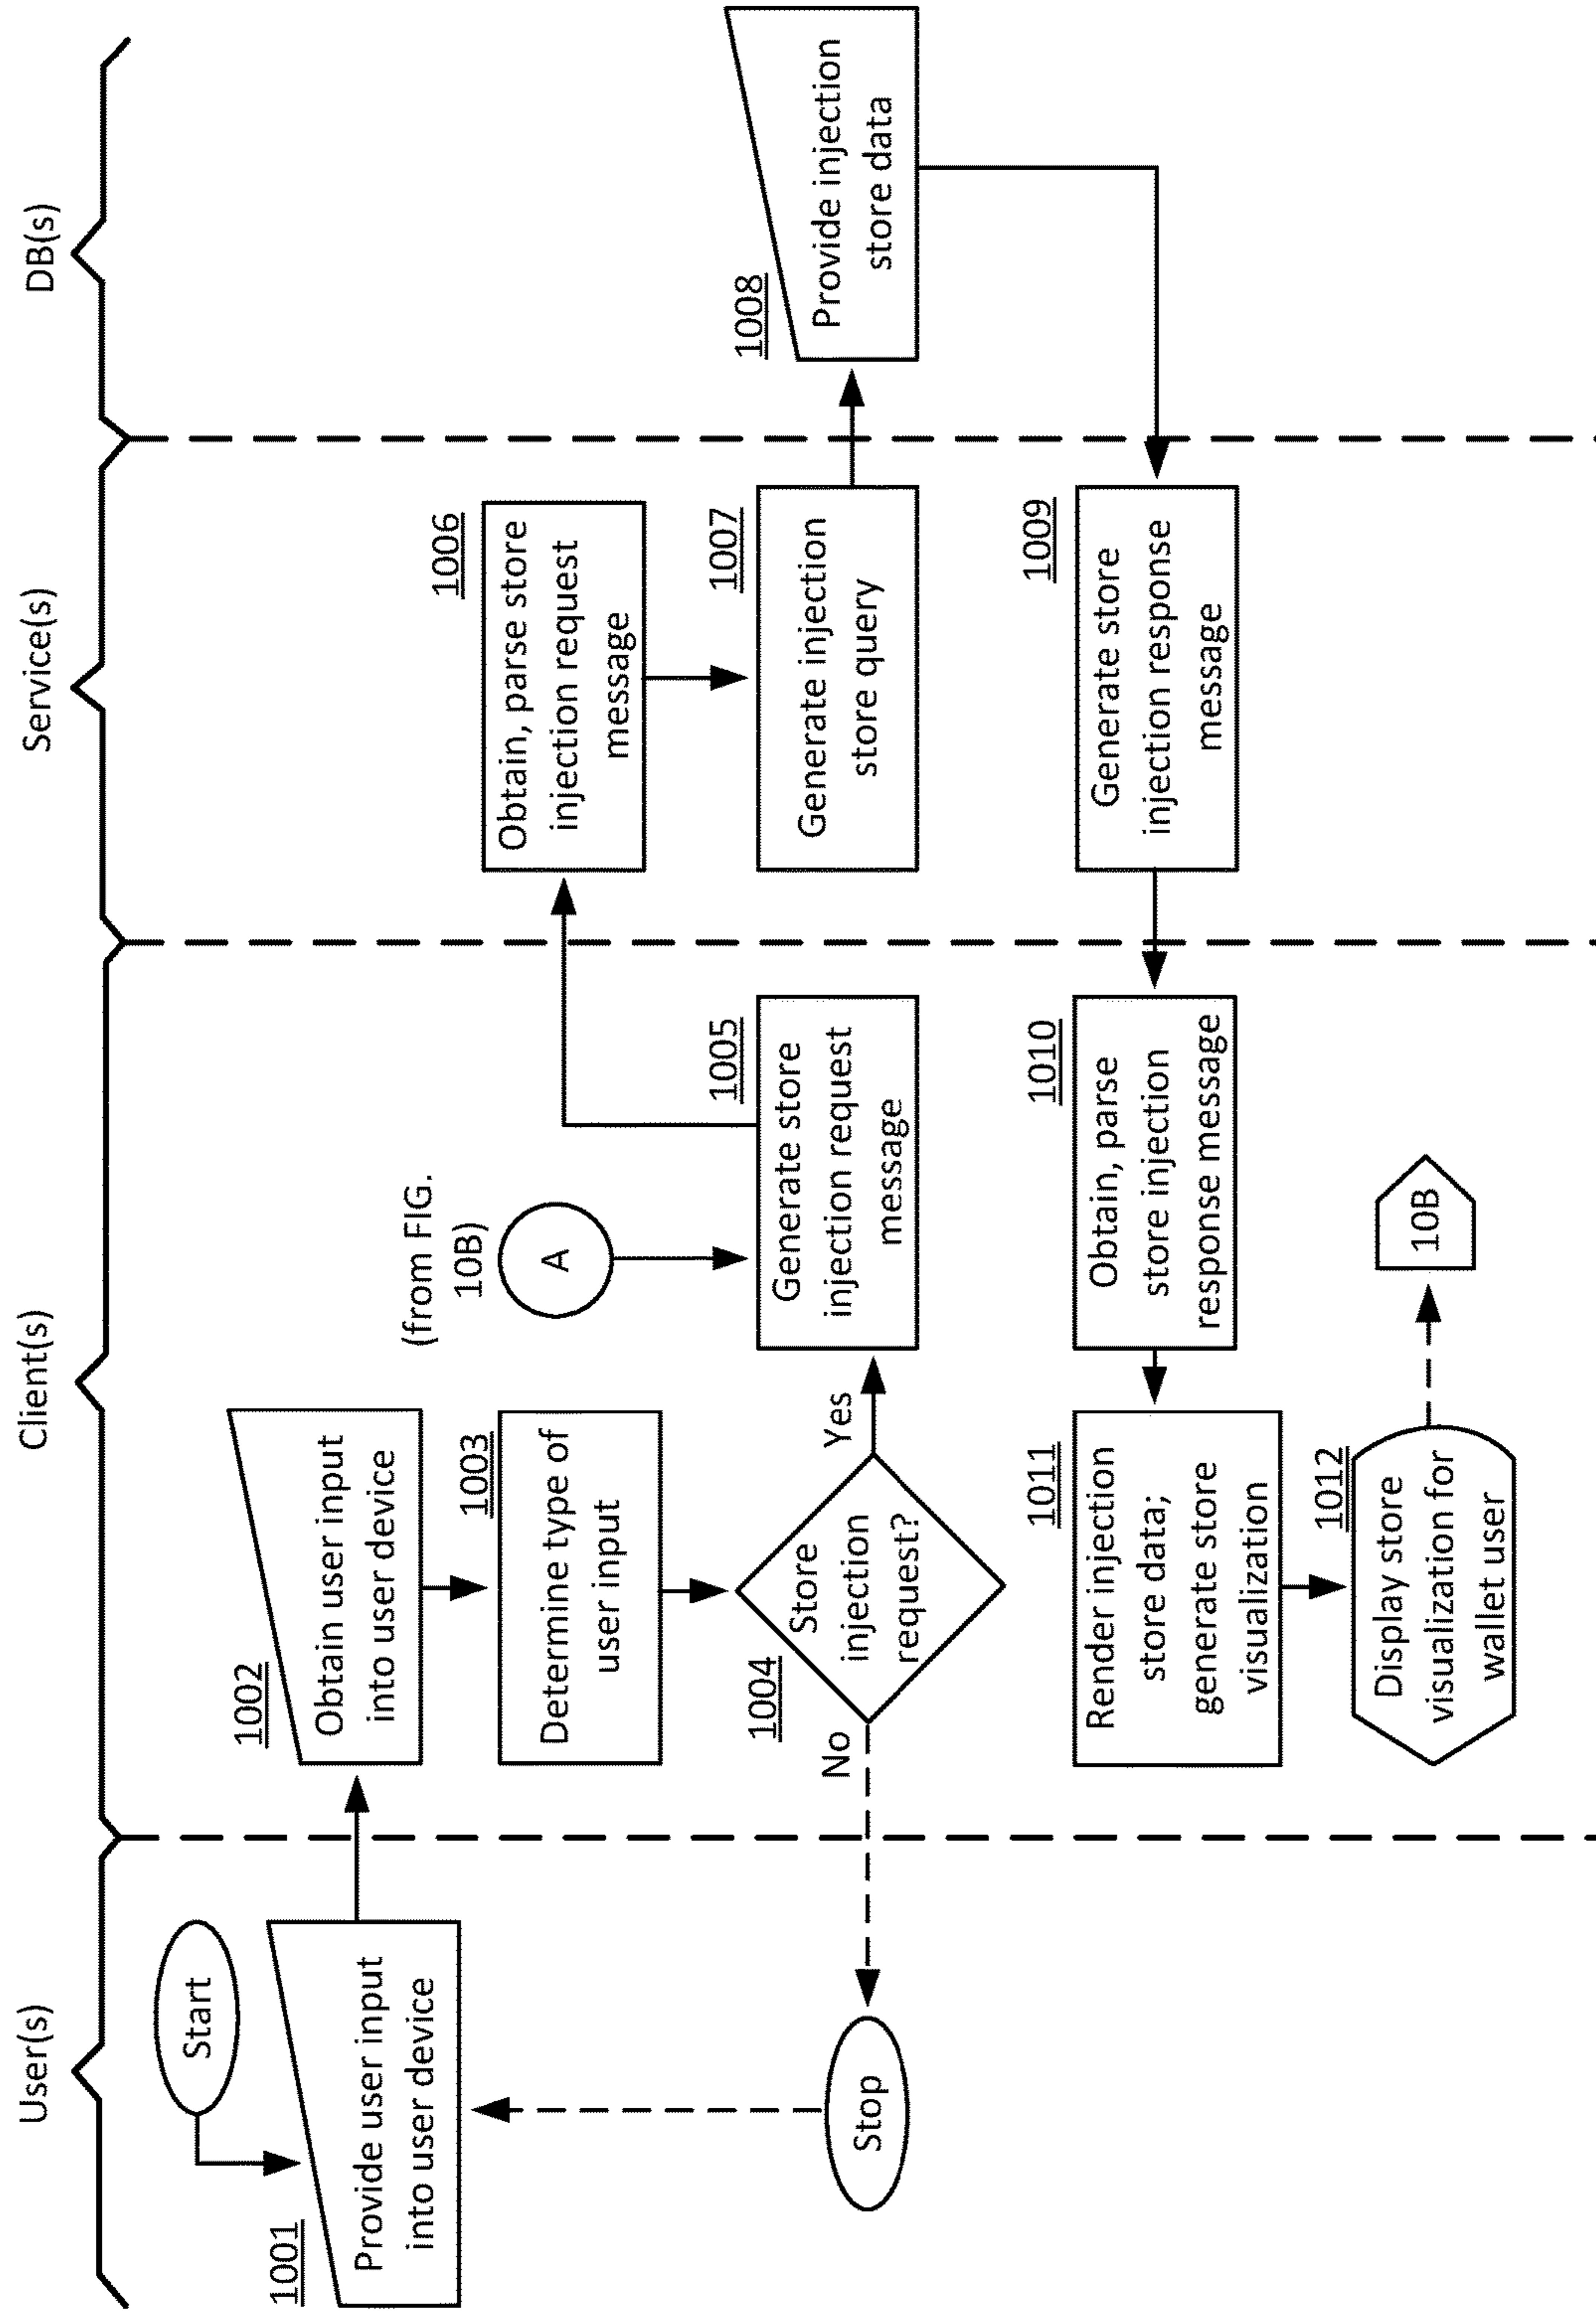 User(s)
Client(s)
Service(s)
DB(s)
Start
1001
Provide user input
into user device
Stop
1002
Obtain user input
into user device
1003
Determine type of
user input
1004
Store
injection
request?
No
Yes
(from FIG.
10B)
A
1005
Generate store
injection request
message
1006
Obtain, parse store
injection request
message
1007
Generate injection
store query
1008
Provide injection
store data
1009
Generate store
injection response
message
1010
Obtain, parse
store injection
response message
1011
Render injection
store data;
generate store
visualization
1012
Display store
visualization for
wallet user
10B